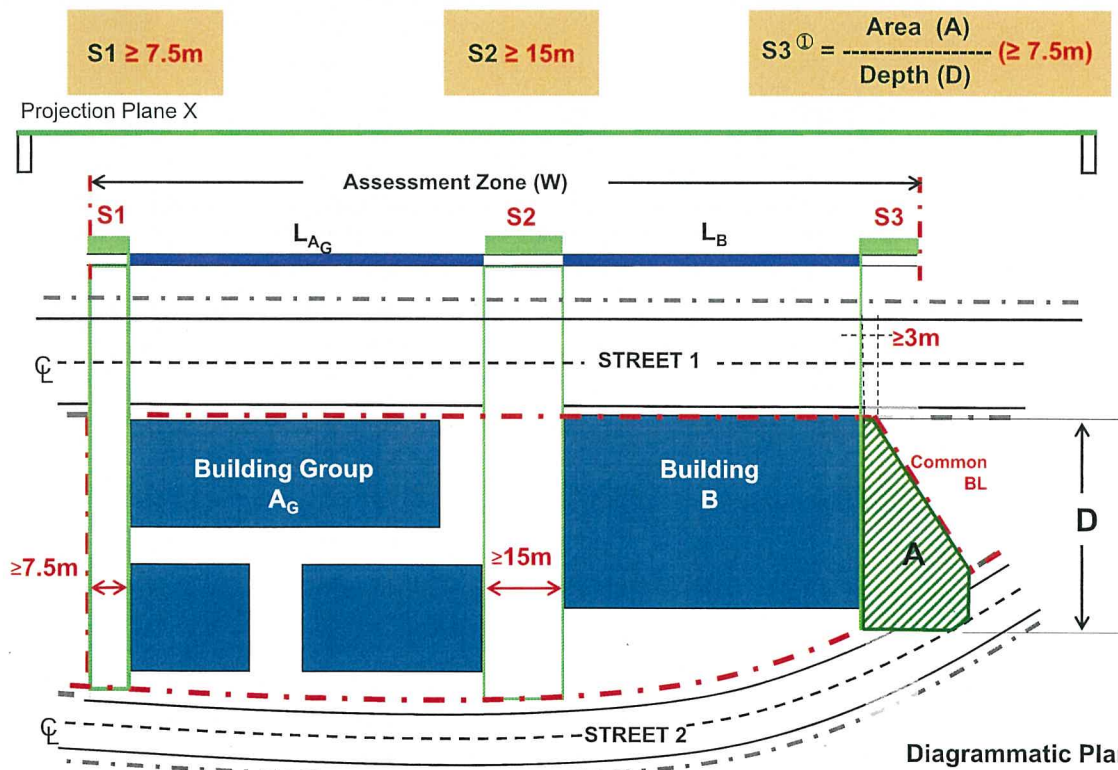 S1 ≥ 7.5m
S2 ≥ 15m
S3 ① = Area (A) / Depth (D) (≥ 7.5m)
Projection Plane X
Assessment Zone (W)
S1
S2
S3
LAG
LB
≥3m
℄
STREET 1
Building Group
AG
Building
B
Common
BL
D
A
≥7.5m
≥15m
℄
STREET 2
Diagrammatic Pla